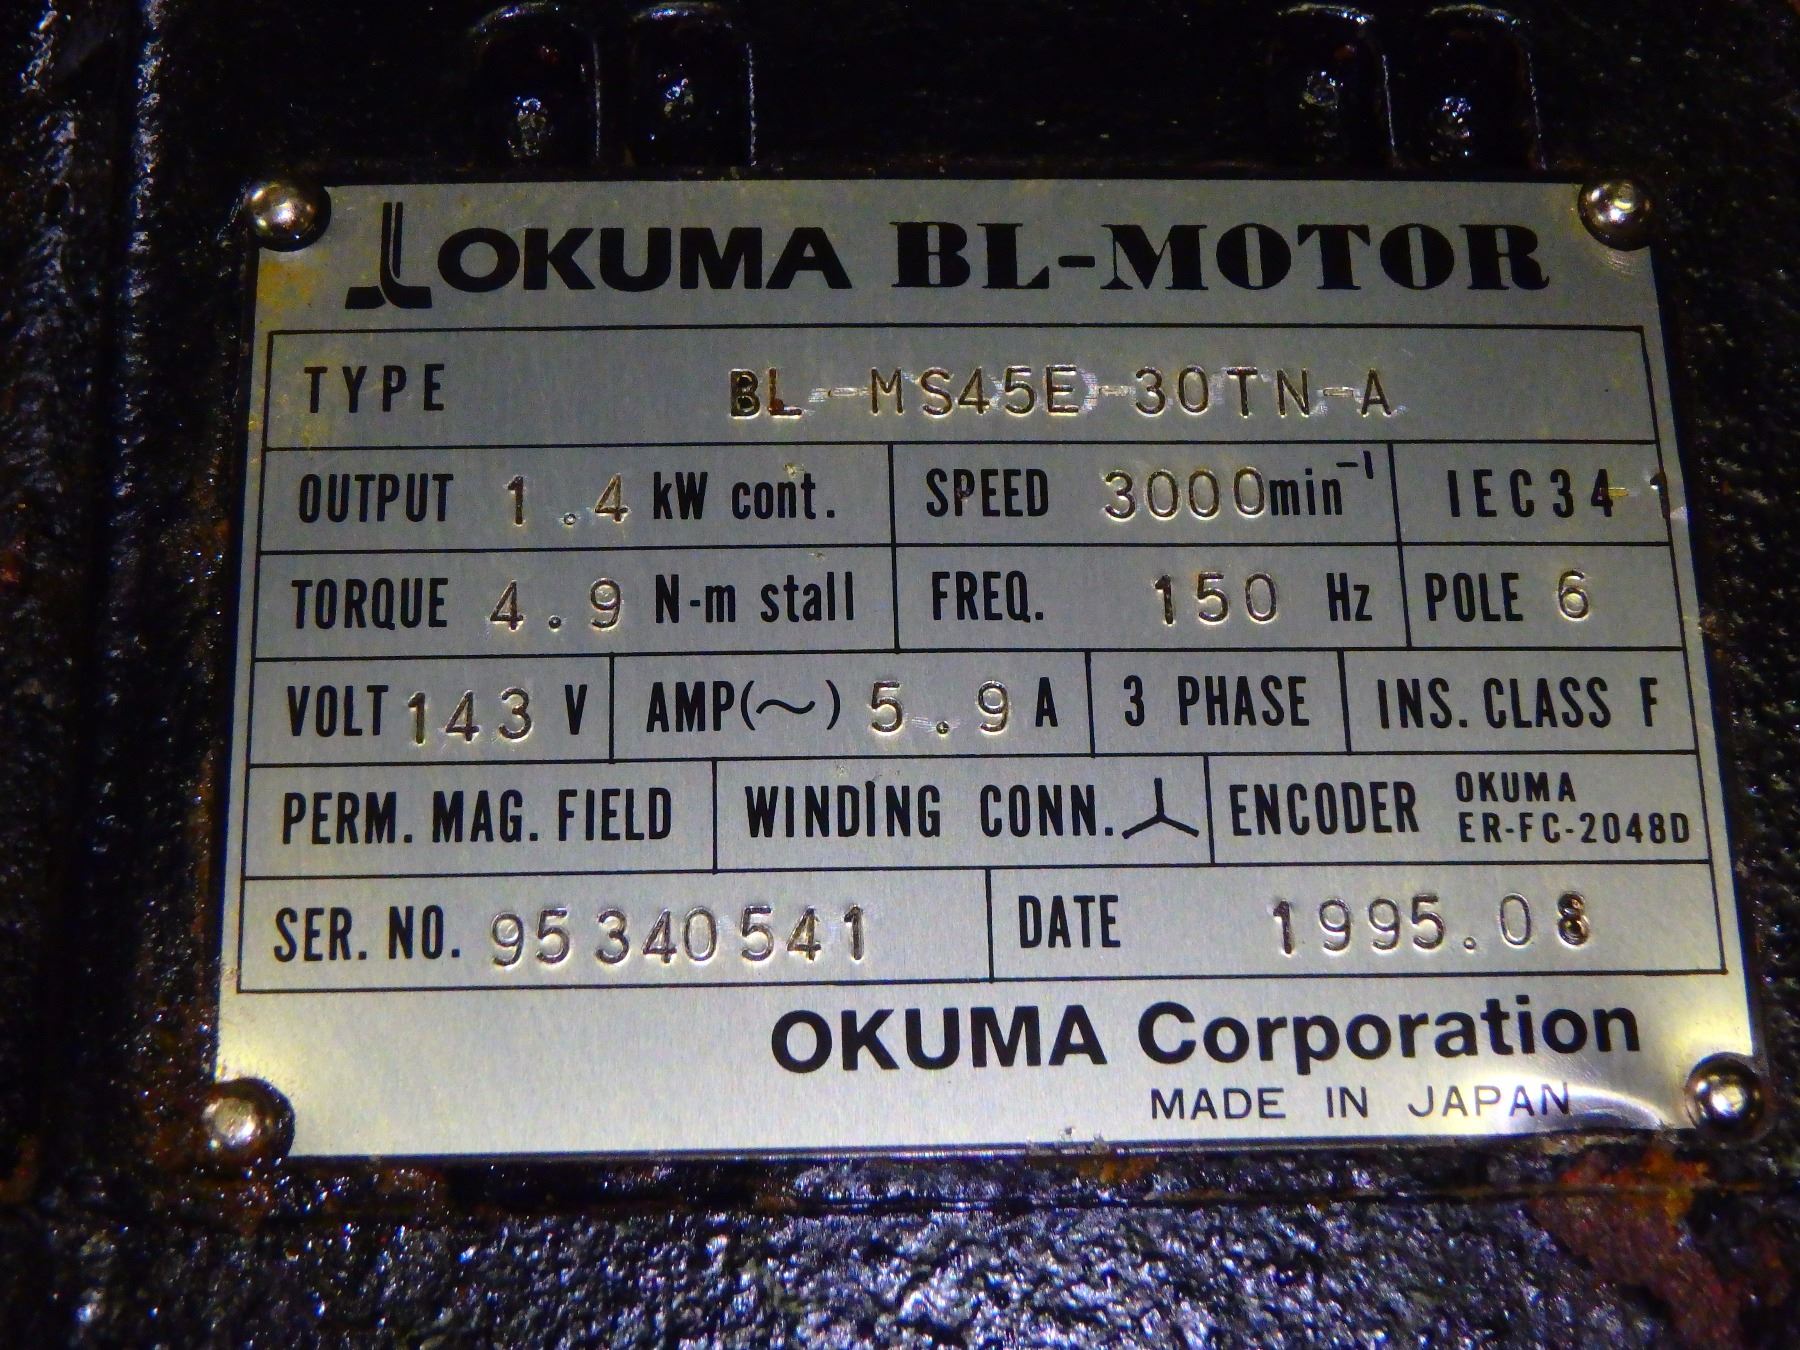 OKUMA BL-MOTOR
TYPE BL-MS45E-30TN-A
OUTPUT 1.4 kW cont. SPEED 3000min⁻¹ IEC34-1
TORQUE 4.9 N-m stall FREQ. 150 Hz POLE 6
VOLT 143 V AMP(～) 5.9 A 3 PHASE INS. CLASS F
PERM. MAG. FIELD WINDING CONN. ENCODER OKUMA
ER-FC-2048D
SER. NO. 95340541 DATE 1995.08
OKUMA Corporation
MADE IN JAPAN